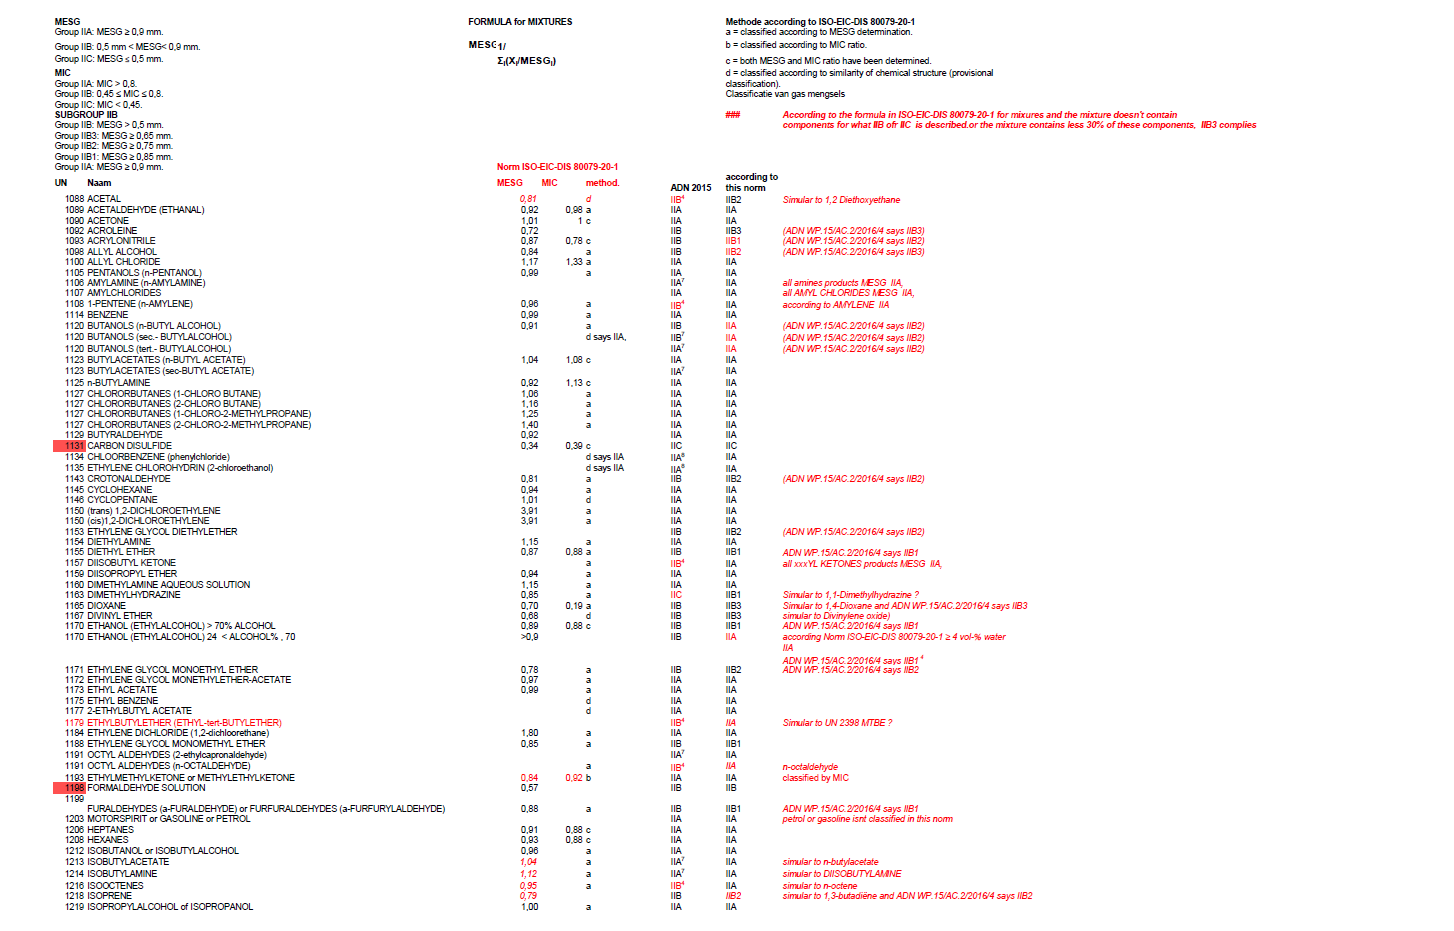 MESG FORMULA for MIXTURES Methode according to ISO-EIC-DIS 80079-20-1
Group IIA: MESG ≥ 0,9 mm. a = classified according to MESG determination.
Group IIB: 0,5 mm < MESG< 0,9 mm. MESG 1/ b = classified according to MIC ratio.
Group IIC: MESG ≤ 0,5 mm. Σi(Xi/MESGi) c = both MESG and MIC ratio have been determined.
MIC d = classified according to similarity of chemical structure (provisional
Group IIA: MIC > 0,8. classification).
Group IIB: 0,45 ≤ MIC ≤ 0,8. Classificatie van gas mengsels
Group IIC: MIC < 0,45.
SUBGROUP IIB ### According to the formula in ISO-EIC-DIS 80079-20-1 for mixures and the mixture doesn't contain
Group IIB: MESG > 0,5 mm. components for what IIB ofr IIC is described.or the mixture contains less 30% of these components, IIB3 complies
Group IIB3: MESG ≥ 0,65 mm.
Group IIB2: MESG ≥ 0,75 mm.
Group IIB1: MESG ≥ 0,85 mm.
Group IIA: MESG ≥ 0,9 mm. Norm ISO-EIC-DIS 80079-20-1
UN Naam MESG MIC method. ADN 2015 according to this norm
1088 ACETAL 0,81 d IIB4 IIB2 Simular to 1,2 Diethoxyethane
1089 ACETALDEHYDE (ETHANAL) 0,92 0,98 a IIA IIA
1090 ACETONE 1,01 1 c IIA IIA
1092 ACROLEINE 0,72 IIB IIB3 (ADN WP.15/AC.2/2016/4 says IIB3)
1093 ACRYLONITRILE 0,87 0,78 c IIB IIB1 (ADN WP.15/AC.2/2016/4 says IIB2)
1098 ALLYL ALCOHOL 0,84 a IIB IIB2 (ADN WP.15/AC.2/2016/4 says IIB3)
1100 ALLYL CHLORIDE 1,17 1,33 a IIA IIA
1105 PENTANOLS (n-PENTANOL) 0,99 a IIA IIA
1106 AMYLAMINE (n-AMYLAMINE) IIA7 IIA all amines products MESG IIA,
1107 AMYLCHLORIDES IIA IIA all AMYL CHLORIDES MESG IIA,
1108 1-PENTENE (n-AMYLENE) 0,96 a IIB4 IIA according to AMYLENE IIA
1114 BENZENE 0,99 a IIA IIA
1120 BUTANOLS (n-BUTYL ALCOHOL) 0,91 a IIB IIA (ADN WP.15/AC.2/2016/4 says IIB2)
1120 BUTANOLS (sec.- BUTYALCOHOL) d says IIA, IIB7 IIA (ADN WP.15/AC.2/2016/4 says IIB2)
1120 BUTANOLS (tert.- BUTYLALCOHOL) IIA7 IIA (ADN WP.15/AC.2/2016/4 says IIB2)
1123 BUTYLACETATES (n-BUTYL ACETATE) 1,04 1,08 c IIA IIA
1123 BUTYLACETATES (sec-BUTYL ACETATE) IIA7 IIA
1125 n-BUTYLAMINE 0,92 1,13 c IIA IIA
1127 CHLORORBUTANES (1-CHLORO BUTANE) 1,06 a IIA IIA
1127 CHLORORBUTANES (2-CHLORO BUTANE) 1,16 a IIA IIA
1127 CHLORORBUTANES (1-CHLORO-2-METHYLPROPANE) 1,25 a IIA IIA
1127 CHLORORBUTANES (2-CHLORO-2-METHYLPROPANE) 1,40 a IIA IIA
1129 BUTYRALDEHYDE 0,92 IIA IIA
1131 CARBON DISULFIDE 0,34 0,39 c IIC IIC
1134 CHLOORBENZENE (phenylchloride) d says IIA IIA8 IIA
1135 ETHYLENE CHLOROHYDRIN (2-chloroethanol) d says IIA IIA8 IIA
1143 CROTONALDEHYDE 0,81 a IIB IIB2 (ADN WP.15/AC.2/2016/4 says IIB2)
1145 CYCLOHEXANE 0,94 a IIA IIA
1146 CYCLOPENTANE 1,01 d IIA IIA
1150 (trans) 1,2-DICHLOROETHYLENE 3,91 a IIA IIA
1150 (cis)1,2-DICHLOROETHYLENE 3,91 a IIA IIA
1153 ETHYLENE GLYCOL DIETHYLETHER IIB IIB2 (ADN WP.15/AC.2/2016/4 says IIB2)
1154 DIETHYLAMINE 1,15 a IIA IIA
1155 DIETHYL ETHER 0,87 0,88 a IIB IIB1 ADN WP.15/AC.2/2016/4 says IIB1
1157 DIISOBUTYL KETONE a IIB4 IIA all xxxYL KETONES products MESG IIA,
1159 DIISOPROPYL ETHER 0,94 a IIA IIA
1160 DIMETHYLAMINE AQUEOUS SOLUTION 1,15 a IIA IIA
1163 DIMETHYLHYDRAZINE 0,85 a IIC IIB1 Simular to 1,1-Dimethylhydrazine ?
1165 DIOXANE 0,70 0,19 a IIB IIB3 Simular to 1,4-Dioxane and ADN WP.15/AC.2/2016/4 says IIB3
1167 DIVINYL ETHER 0,68 d IIB IIB3 simular to Divinylene oxide)
1170 ETHANOL (ETHYLALCOHOL) > 70% ALCOHOL 0,89 0,88 c IIB IIB1 ADN WP.15/AC.2/2016/4 says IIB1
1170 ETHANOL (ETHYLALCOHOL) 24 < ALCOHOL% , 70 >0,9 IIB IIA according Norm ISO-EIC-DIS 80079-20-1 ≥ 4 vol-% water
IIA
ADN WP.15/AC.2/2016/4 says IIB1 4
1171 ETHYLENE GLYCOL MONOETHYL ETHER 0,78 a IIB IIB2 ADN WP.15/AC.2/2016/4 says IIB2
1172 ETHYLENE GLYCOL MONETHYLETHER-ACETATE 0,97 a IIA IIA
1173 ETHYL ACETATE 0,99 a IIA IIA
1175 ETHYL BENZENE d IIA IIA
1177 2-ETHYLBUTYL ACETATE d IIA IIA
1179 ETHYLBUTYLETHER (ETHYL-tert-BUTYLETHER) IIB4 IIA Simular to UN 2398 MTBE ?
1184 ETHYLENE DICHLORIDE (1,2-dichloorethane) 1,80 a IIA IIA
1188 ETHYLENE GLYCOL MONOMETHYL ETHER 0,85 a IIB IIB1
1191 OCTYL ALDEHYDES (2-ethylcapronaldehyde) IIA7 IIA
1191 OCTYL ALDEHYDES (n-OCTALDEHYDE) a IIB4 IIA n-octaldehyde
1193 ETHYLMETHYLKETONE or METHYLETHYLKETONE 0,84 0,92 b IIA IIA classified by MIC
1198 FORMALDEHYDE SOLUTION 0,57 IIB IIB
1199
FURALDEHYDES (a-FURALDEHYDE) or FURFURALDEHYDES (a-FURFURYLALDEHYDE) 0,88 a IIB IIB1 ADN WP.15/AC.2/2016/4 says IIB1
1203 MOTORSPIRIT or GASOLINE or PETROL IIA IIA petrol or gasoline isnt classified in this norm
1206 HEPTANES 0,91 0,88 c IIA IIA
1208 HEXANES 0,93 0,88 c IIA IIA
1212 ISOBUTANOL or ISOBUTYLALCOHOL 0,96 a IIA IIA
1213 ISOBUTYLACETATE 1,04 a IIA7 IIA simular to n-butylacetate
1214 ISOBUTYLAMINE 1,12 a IIA7 IIA simular to DIISOBUTYLAMINE
1216 ISOOCTENES 0,95 a IIB4 IIA simular to n-octene
1218 ISOPRENE 0,79 IIB IIB2 simular to 1,3-butadiëne and ADN WP.15/AC.2/2016/4 says IIB2
1219 ISOPROPYLALCOHOL of ISOPROPANOL 1,00 a IIA IIA